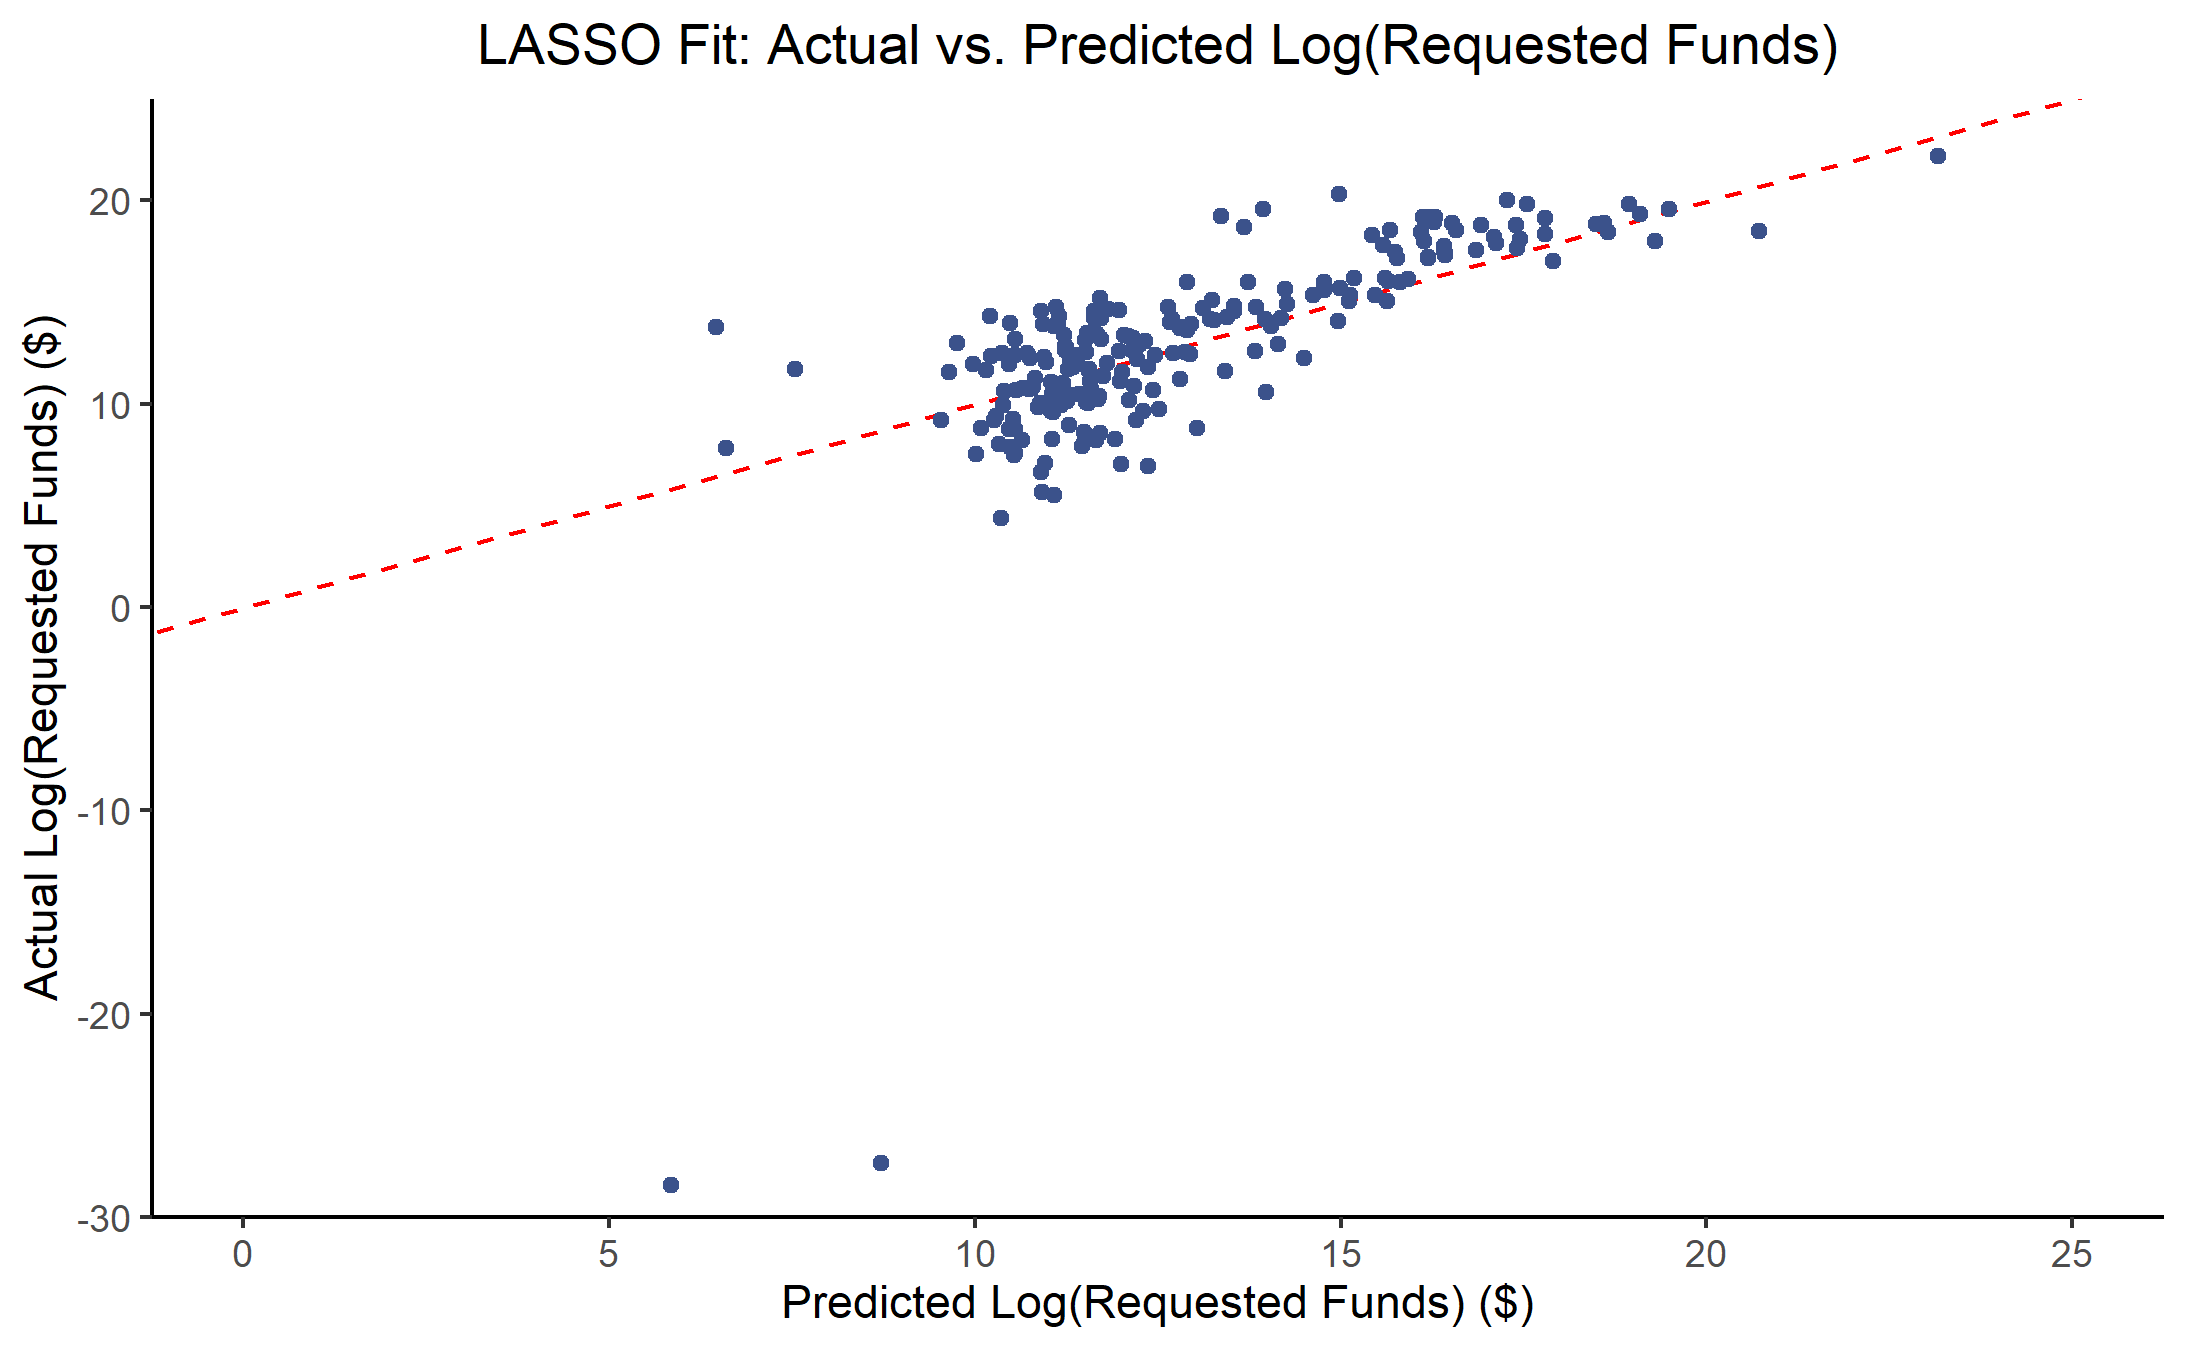 LASSO Fit: Actual vs. Predicted Log(Requested Funds)
Actual Log(Requested Funds) ($)
20
10
0
-10
-20
-30
0 5 10 15 20 25
Predicted Log(Requested Funds) ($)